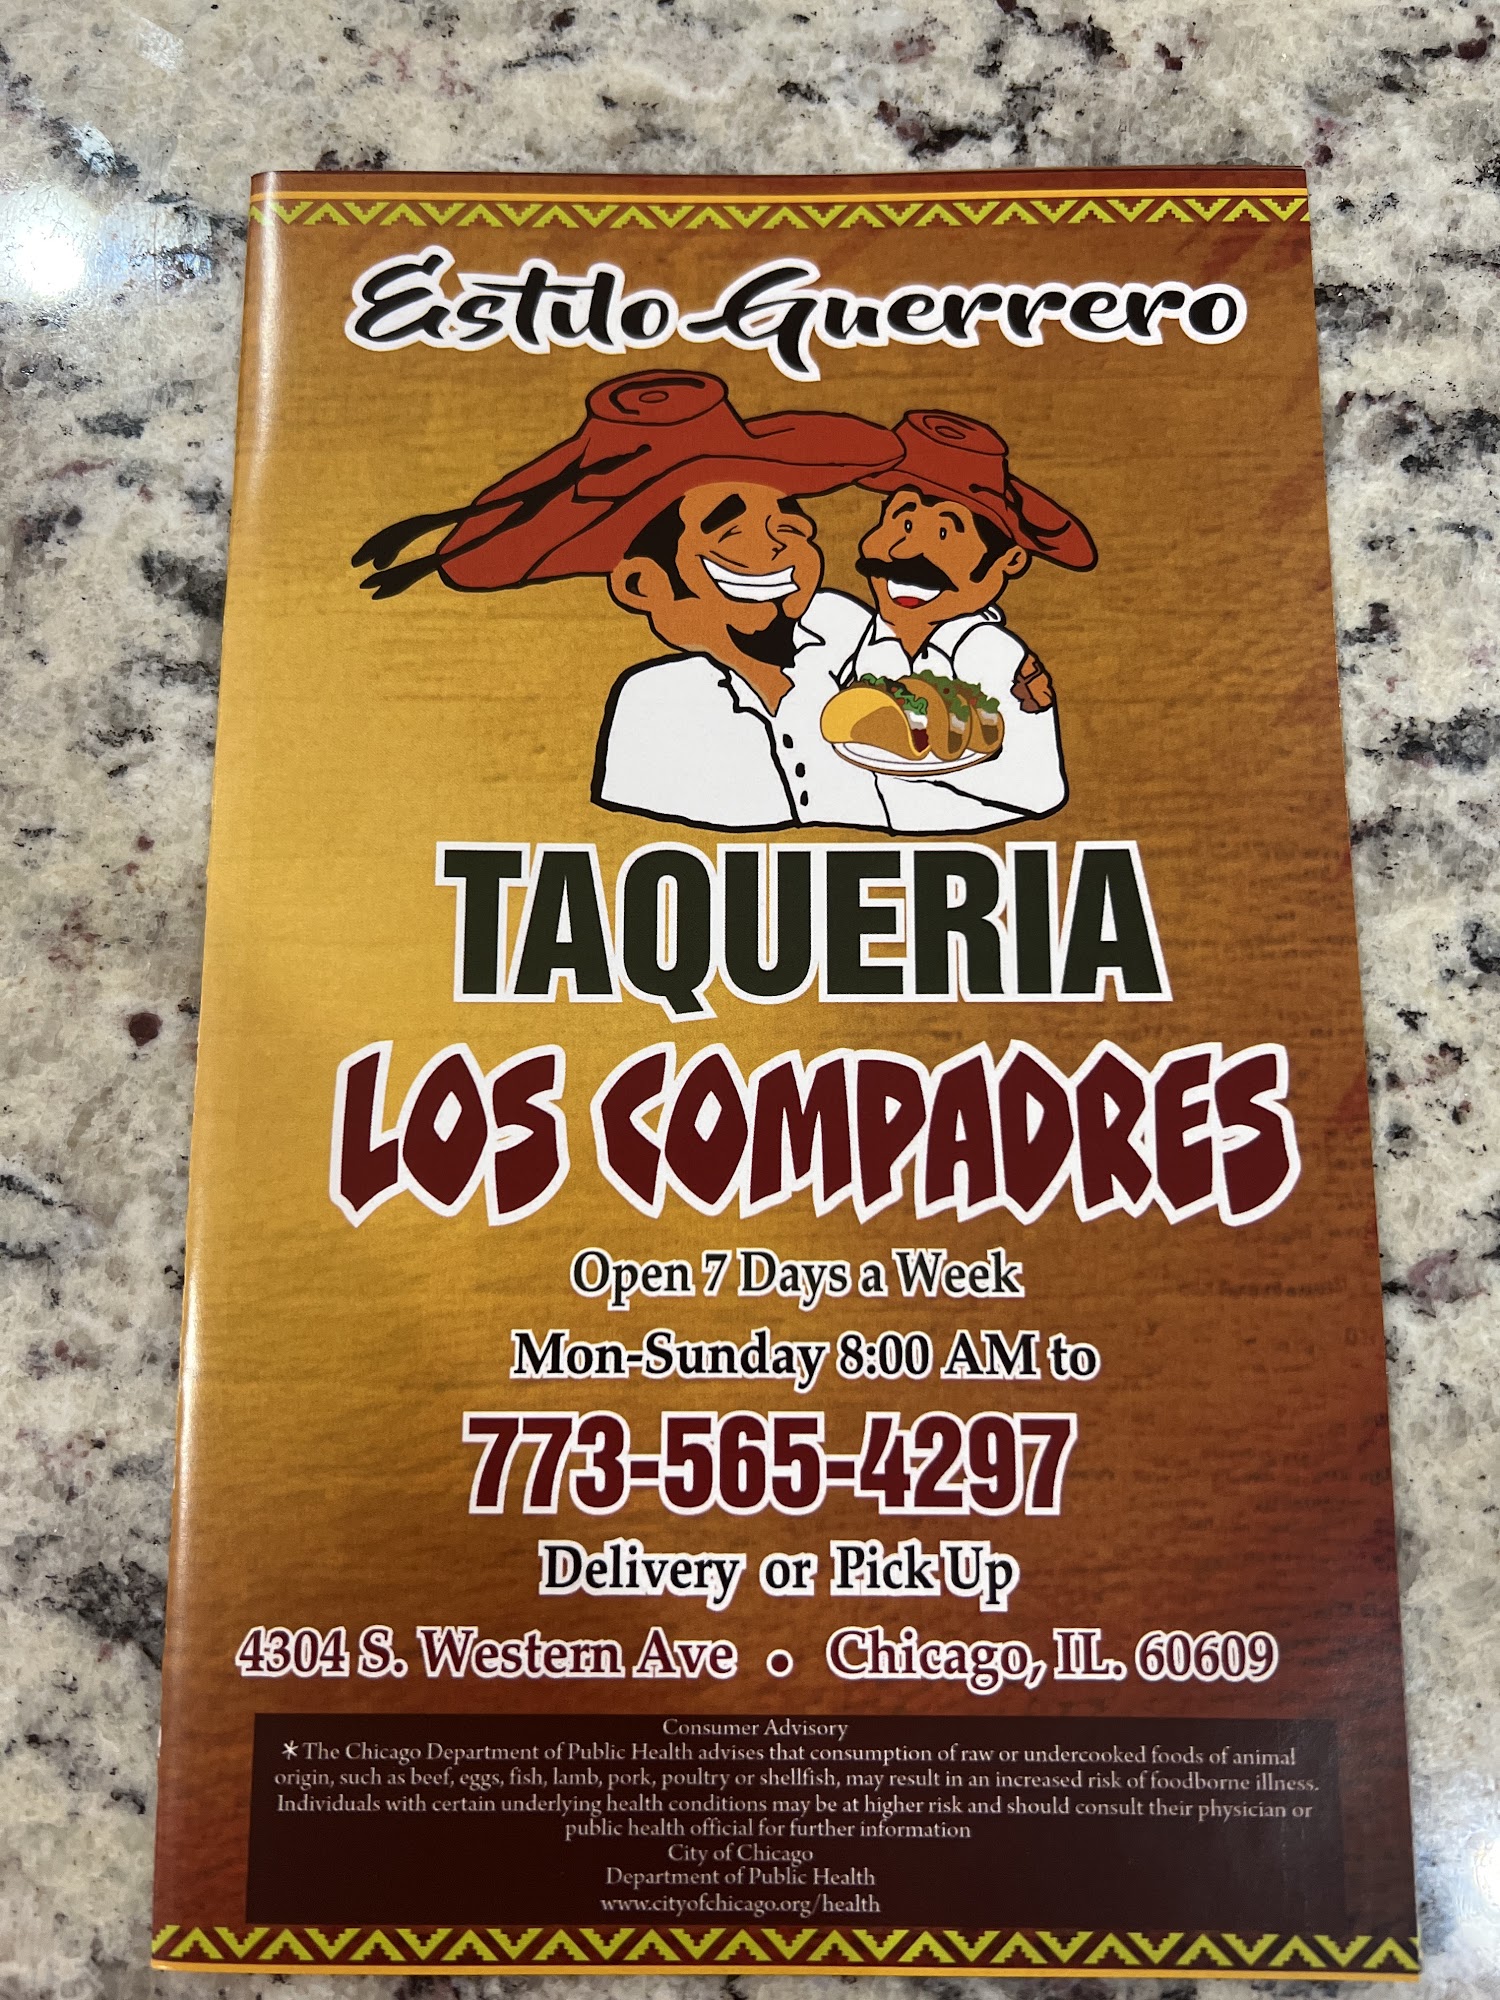 Estilo Guerrero
TAQUERIA
LOS COMPADRES
Open 7 Days a Week
Mon-Sunday 8:00 AM to
773-565-4297
Delivery or Pick Up
4304 S. Western Ave • Chicago, IL. 60609
Consumer Advisory
*The Chicago Department of Public Health advises that consumption of raw or undercooked foods of animal
origin, such as beef, eggs, fish, lamb, pork, poultry or shellfish, may result in an increased risk of foodborne illness.
Individuals with certain underlying health conditions may be at higher risk and should consult their physician or
public health official for further information
City of Chicago
Department of Public Health
www.cityofchicago.org/health